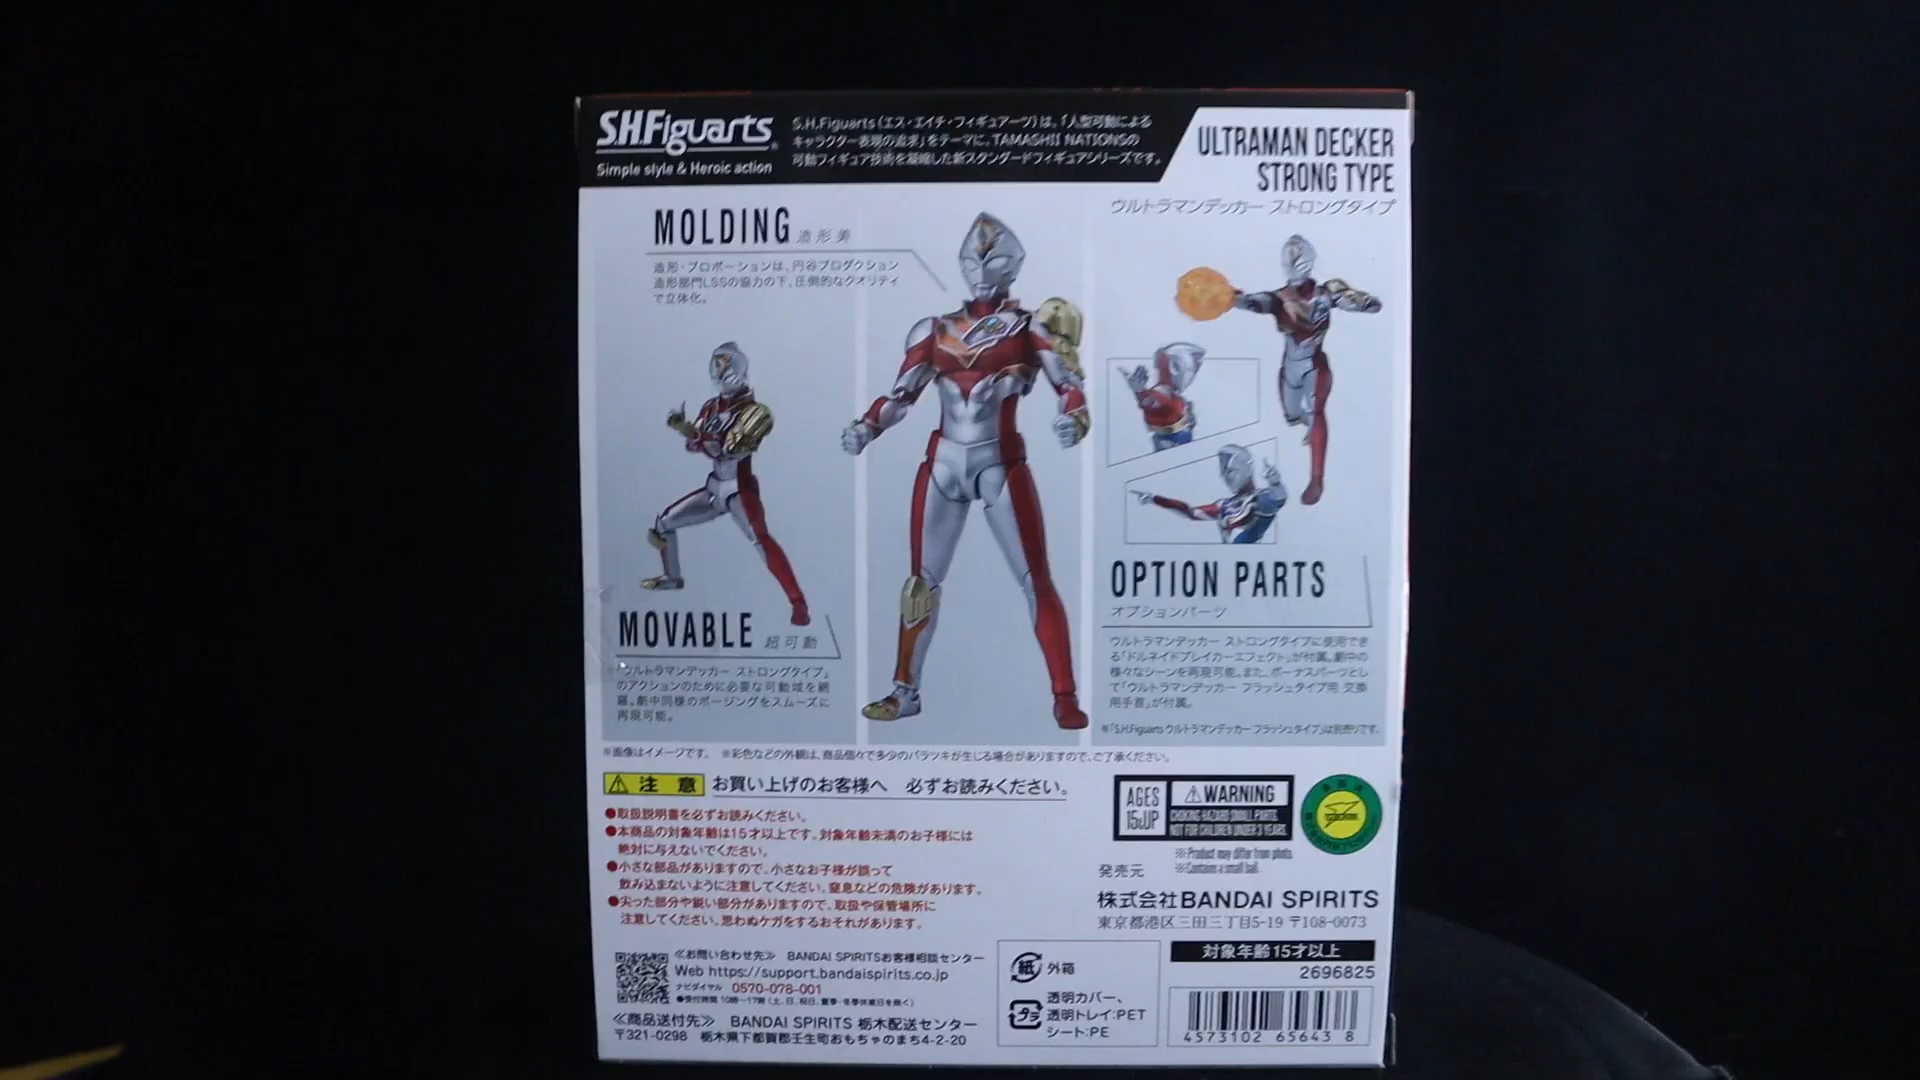 S.H.Figuarts
Simple style & Heroic action
S.H.Figuarts(エス・エイチ・フィギュアーツ)は、「人型可動による
キャラクター表現の追求」をテーマに、TAMASHII NATIONSの
可動フィギュア技術を凝縮した新スタンダードフィギュアシリーズです。
ULTRAMAN DECKER
STRONG TYPE
ウルトラマンデッカー ストロングタイプ
MOLDING 造形美
造形・プロポーションは、円谷プロダクション
造形部門LSSの協力の下、圧倒的なクオリティ
で立体化。
MOVABLE 超可動
「ウルトラマンデッカー ストロングタイプ」
のアクションのために必要な可動域を網
羅。劇中同様のポージングをスムーズに
再現可能。
OPTION PARTS
オプションパーツ
ウルトラマンデッカー ストロングタイプに使用でき
る「ドルネイドブレイカーエフェクト」が付属。劇中の
様々なシーンを再現可能。また、ボーナスパーツとし
て「ウルトラマンデッカー フラッシュタイプ用 交換
用手首」が付属。
※「S.H.Figuarts ウルトラマンデッカー フラッシュタイプ」は別売りです。
※画像はイメージです。 ※彩色などの外観は、商品個々で多少のバラツキが生じる場合がありますので、ご了承ください。
注意 お買い上げのお客様へ 必ずお読みください。
●取扱説明書を必ずお読みください。
●本商品の対象年齢は15才以上です。対象年齢未満のお子様には
絶対に与えないでください。
●小さな部品がありますので、小さなお子様が誤って
飲み込まないように注意してください。窒息などの危険があります。
●尖った部分や鋭い部分がありますので、取扱や保管場所に
注意してください。思わぬケガをするおそれがあります。
AGES
15&UP
WARNING
CHOKING HAZARD SMALL PARTS.
NOT FOR CHILDREN UNDER 3 YEARS.
※Product may differ from photo.
※Contains a small ball.
発売元
株式会社BANDAI SPIRITS
東京都港区三田三丁目5-19 〒108-0073
≪お問い合わせ先≫ BANDAI SPIRITSお客様相談センター
Web https://support.bandaispirits.co.jp
ナビダイヤル 0570-078-001
●受付時間 10時〜17時 (土、日、祝日、夏季・冬季休業日を除く)
≪商品送付先≫ BANDAI SPIRITS 栃木配送センター
〒321-0298 栃木県下都賀郡壬生町おもちゃのまち4-2-20
紙 外箱
プラ 透明カバー、
透明トレイ:PET
シート:PE
対象年齢15才以上
2696825
4573102 65643 8